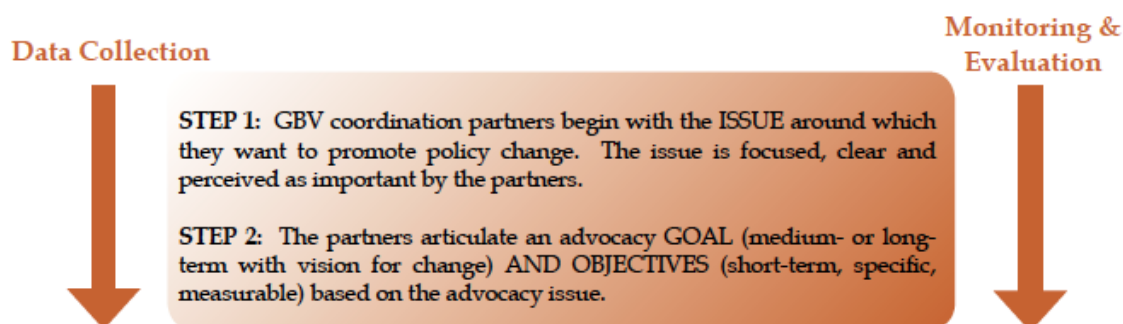 Data Collection
Monitoring &
Evaluation
STEP 1: GBV coordination partners begin with the ISSUE around which
they want to promote policy change. The issue is focused, clear and
perceived as important by the partners.
STEP 2: The partners articulate an advocacy GOAL (medium- or long-
term with vision for change) AND OBJECTIVES (short-term, specific,
measurable) based on the advocacy issue.